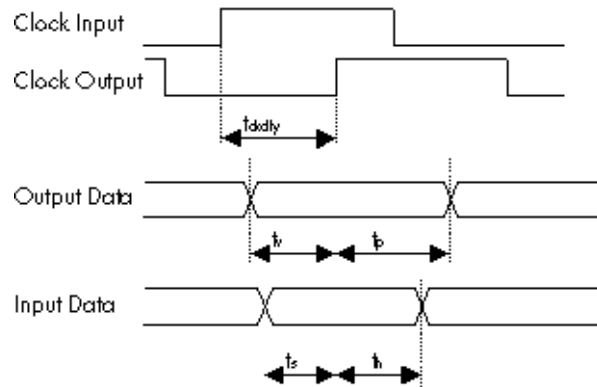 Clock Input
Clock Output
tclkdly
Output Data
tv
tp
Input Data
ts
th